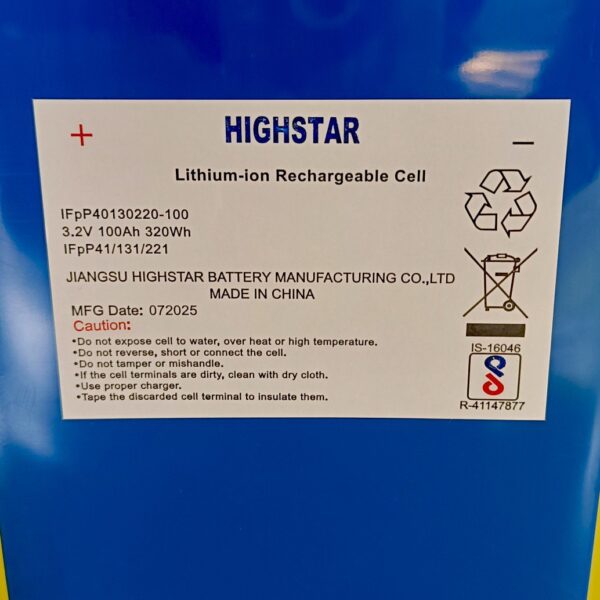 + HIGHSTAR −
Lithium-ion Rechargeable Cell
IFpP40130220-100
3.2V 100Ah 320Wh
IFpP41/131/221
JIANGSU HIGHSTAR BATTERY MANUFACTURING CO.,LTD
MADE IN CHINA
MFG Date: 072025
Caution:
•Do not expose cell to water, over heat or high temperature.
•Do not reverse, short or connect the cell.
•Do not tamper or mishandle.
•If the cell terminals are dirty, clean with dry cloth.
•Use proper charger.
•Tape the discarded cell terminal to insulate them.
IS-16046
R-41147877